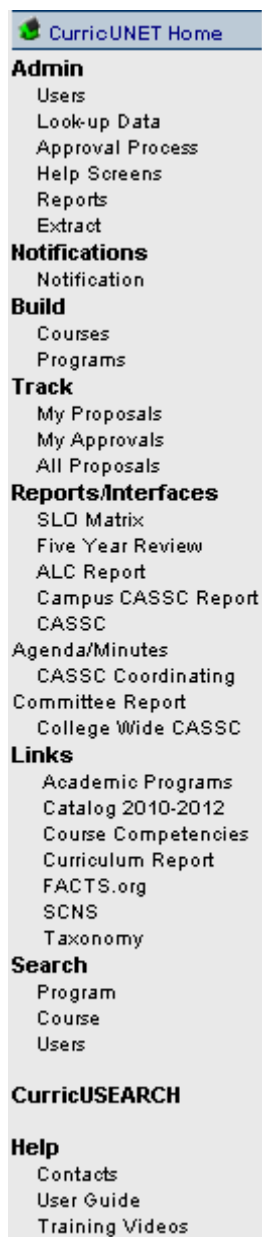 CurricUNET Home
Admin
Users
Look-up Data
Approval Process
Help Screens
Reports
Extract
Notifications
Notification
Build
Courses
Programs
Track
My Proposals
My Approvals
All Proposals
Reports/Interfaces
SLO Matrix
Five Year Review
ALC Report
Campus CASSC Report
CASSC
Agenda/Minutes
CASSC Coordinating
Committee Report
College Wide CASSC
Links
Academic Programs
Catalog 2010-2012
Course Competencies
Curriculum Report
FACTS.org
SCNS
Taxonomy
Search
Program
Course
Users
CurricUSEARCH
Help
Contacts
User Guide
Training Videos